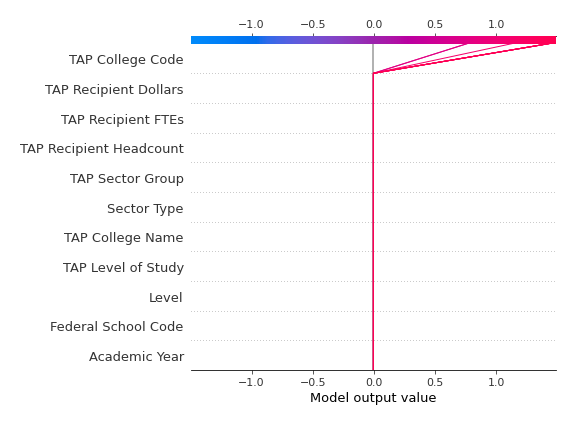 −1.0 −0.5 0.0 0.5 1.0
TAP College Code
TAP Recipient Dollars
TAP Recipient FTEs
TAP Recipient Headcount
TAP Sector Group
Sector Type
TAP College Name
TAP Level of Study
Level
Federal School Code
Academic Year
−1.0 −0.5 0.0 0.5 1.0
Model output value